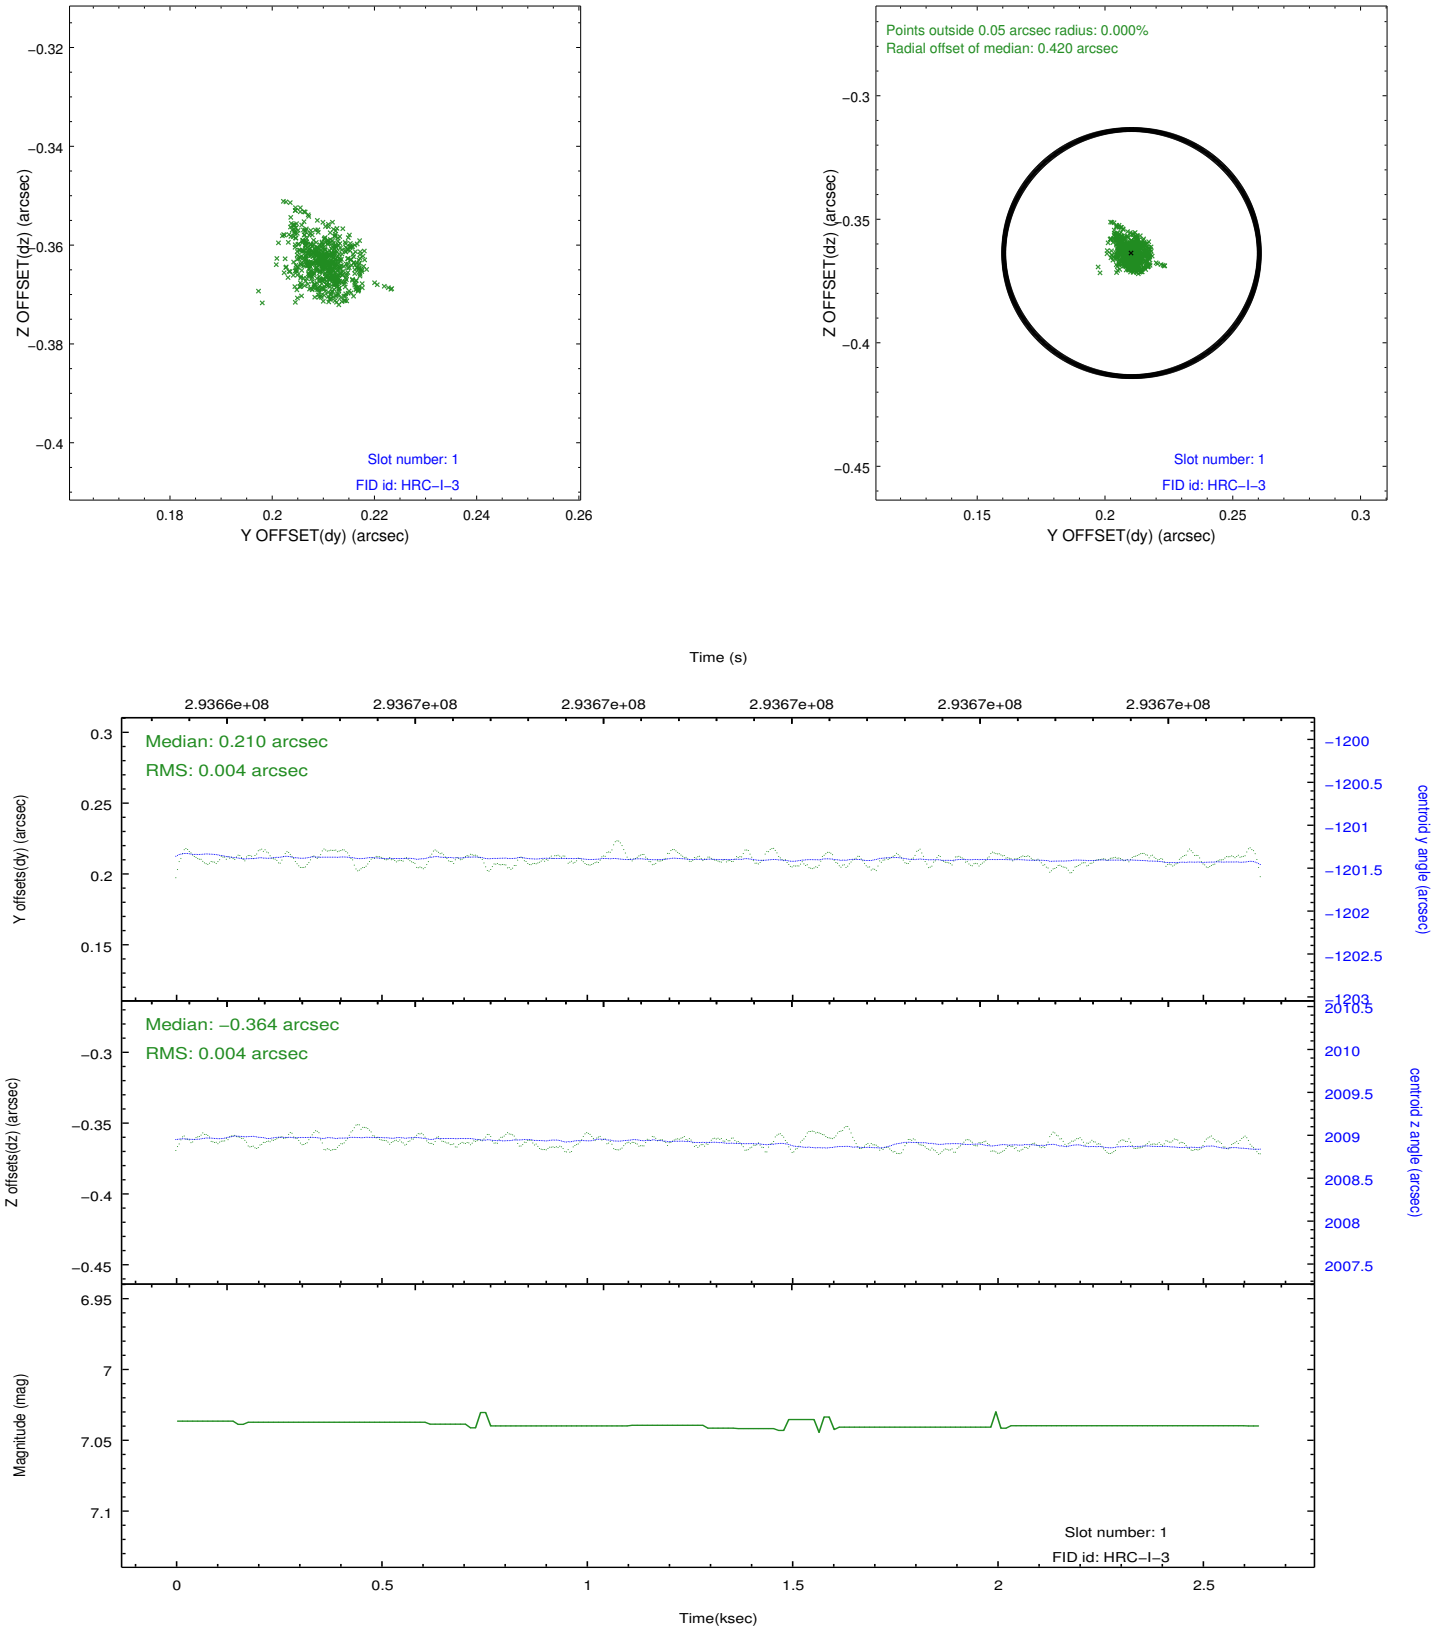 Points outside 0.05 arcsec radius: 0.000%
Radial offset of median: 0.420 arcsec
−0.32
−0.34
−0.36
−0.38
−0.4
Z OFFSET(dz) (arcsec)
Slot number: 1
FID id: HRC−I−3
0.18 0.2 0.22 0.24 0.26
Y OFFSET(dy) (arcsec)
−0.3
−0.35
−0.4
−0.45
Z OFFSET(dz) (arcsec)
Slot number: 1
FID id: HRC−I−3
0.15 0.2 0.25 0.3
Y OFFSET(dy) (arcsec)
Time (s)
2.9366e+08 2.9367e+08 2.9367e+08 2.9367e+08 2.9367e+08 2.9367e+08
Median: 0.210 arcsec
RMS: 0.004 arcsec
0.3
0.25
0.2
0.15
Y offsets(dy) (arcsec)
−1200
−1200.5
−1201
−1201.5
−1202
−1202.5
−1203
centroid y angle (arcsec)
Median: −0.364 arcsec
RMS: 0.004 arcsec
−0.3
−0.35
−0.4
−0.45
Z offsets(dz) (arcsec)
2010.5
2010
2009.5
2009
2008.5
2008
2007.5
centroid z angle (arcsec)
6.95
7
7.05
7.1
Magnitude (mag)
Slot number: 1
FID id: HRC−I−3
0 0.5 1 1.5 2 2.5
Time(ksec)